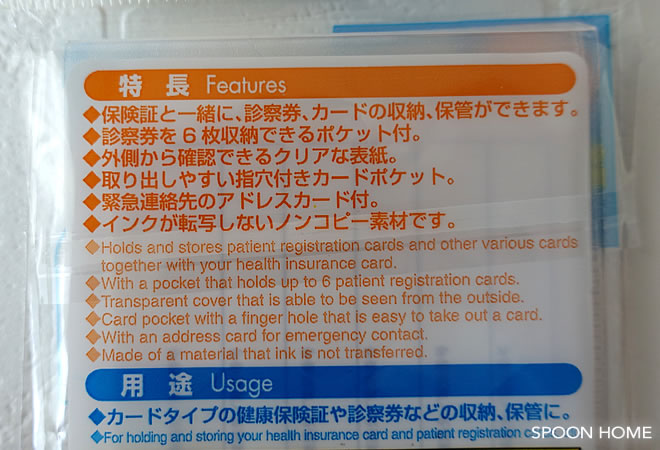 特長 Features
◆保険証と一緒に、診察券、カードの収納、保管ができます。
◆診察券を6枚収納できるポケット付。
◆外側から確認できるクリアな表紙。
◆取り出しやすい指穴付きカードポケット。
◆緊急連絡先のアドレスカード付。
◆インクが転写しないノンコピー素材です。
◆Holds and stores patient registration cards and other various cards
together with your health insurance card.
◆With a pocket that holds up to 6 patient registration cards.
◆Transparent cover that is able to be seen from the outside.
◆Card pocket with a finger hole that is easy to take out a card.
◆With an address card for emergency contact.
◆Made of a material that ink is not transferred.
用途 Usage
◆カードタイプの健康保険証や診察券などの収納、保管に。
◆For holding and storing your health insurance card and patient registration
SPOON HOME